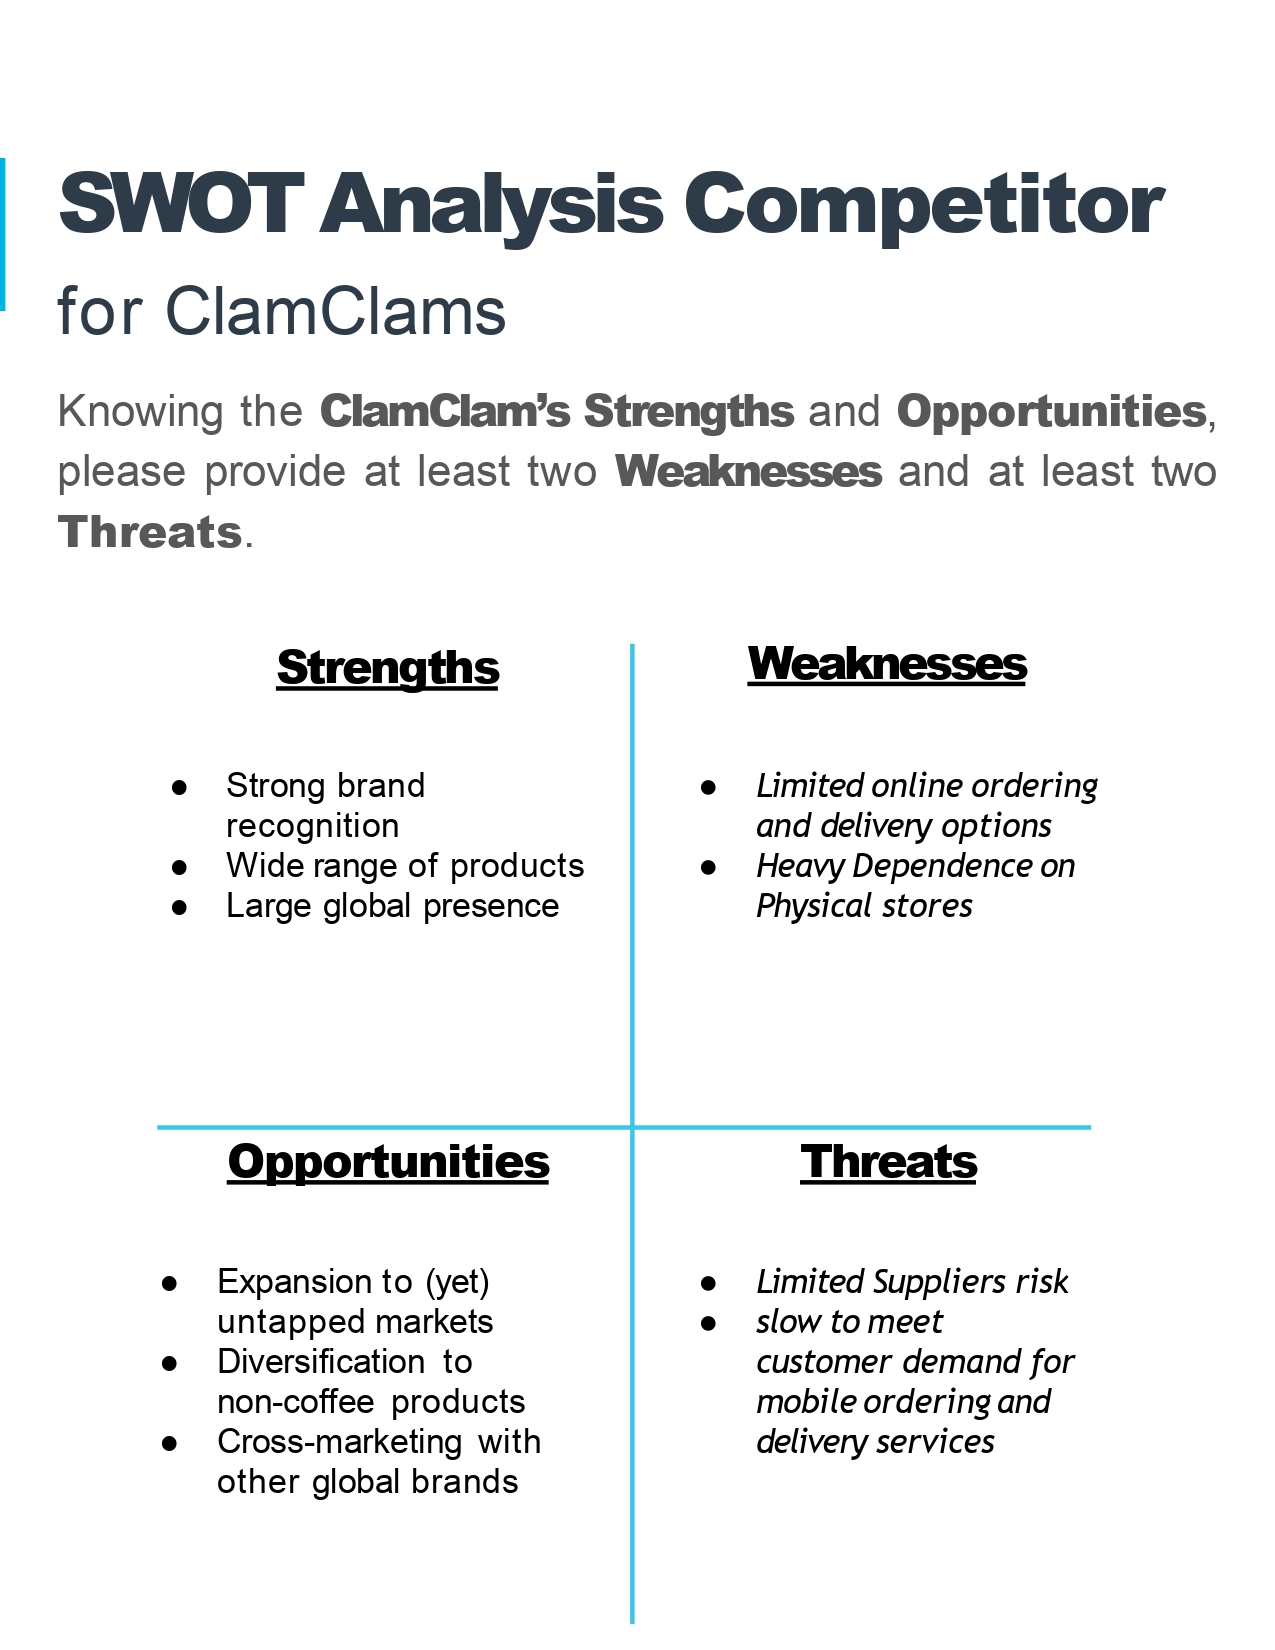 SWOT Analysis Competitor
for ClamClams
Knowing the ClamClam’s Strengths and Opportunities,
please provide at least two Weaknesses and at least two
Threats.
Strengths
● Strong brand
recognition
● Wide range of products
● Large global presence
Weaknesses
● Limited online ordering
and delivery options
● Heavy Dependence on
Physical stores
Opportunities
● Expansion to (yet)
untapped markets
● Diversification to
non-coffee products
● Cross-marketing with
other global brands
Threats
● Limited Suppliers risk
● slow to meet
customer demand for
mobile ordering and
delivery services